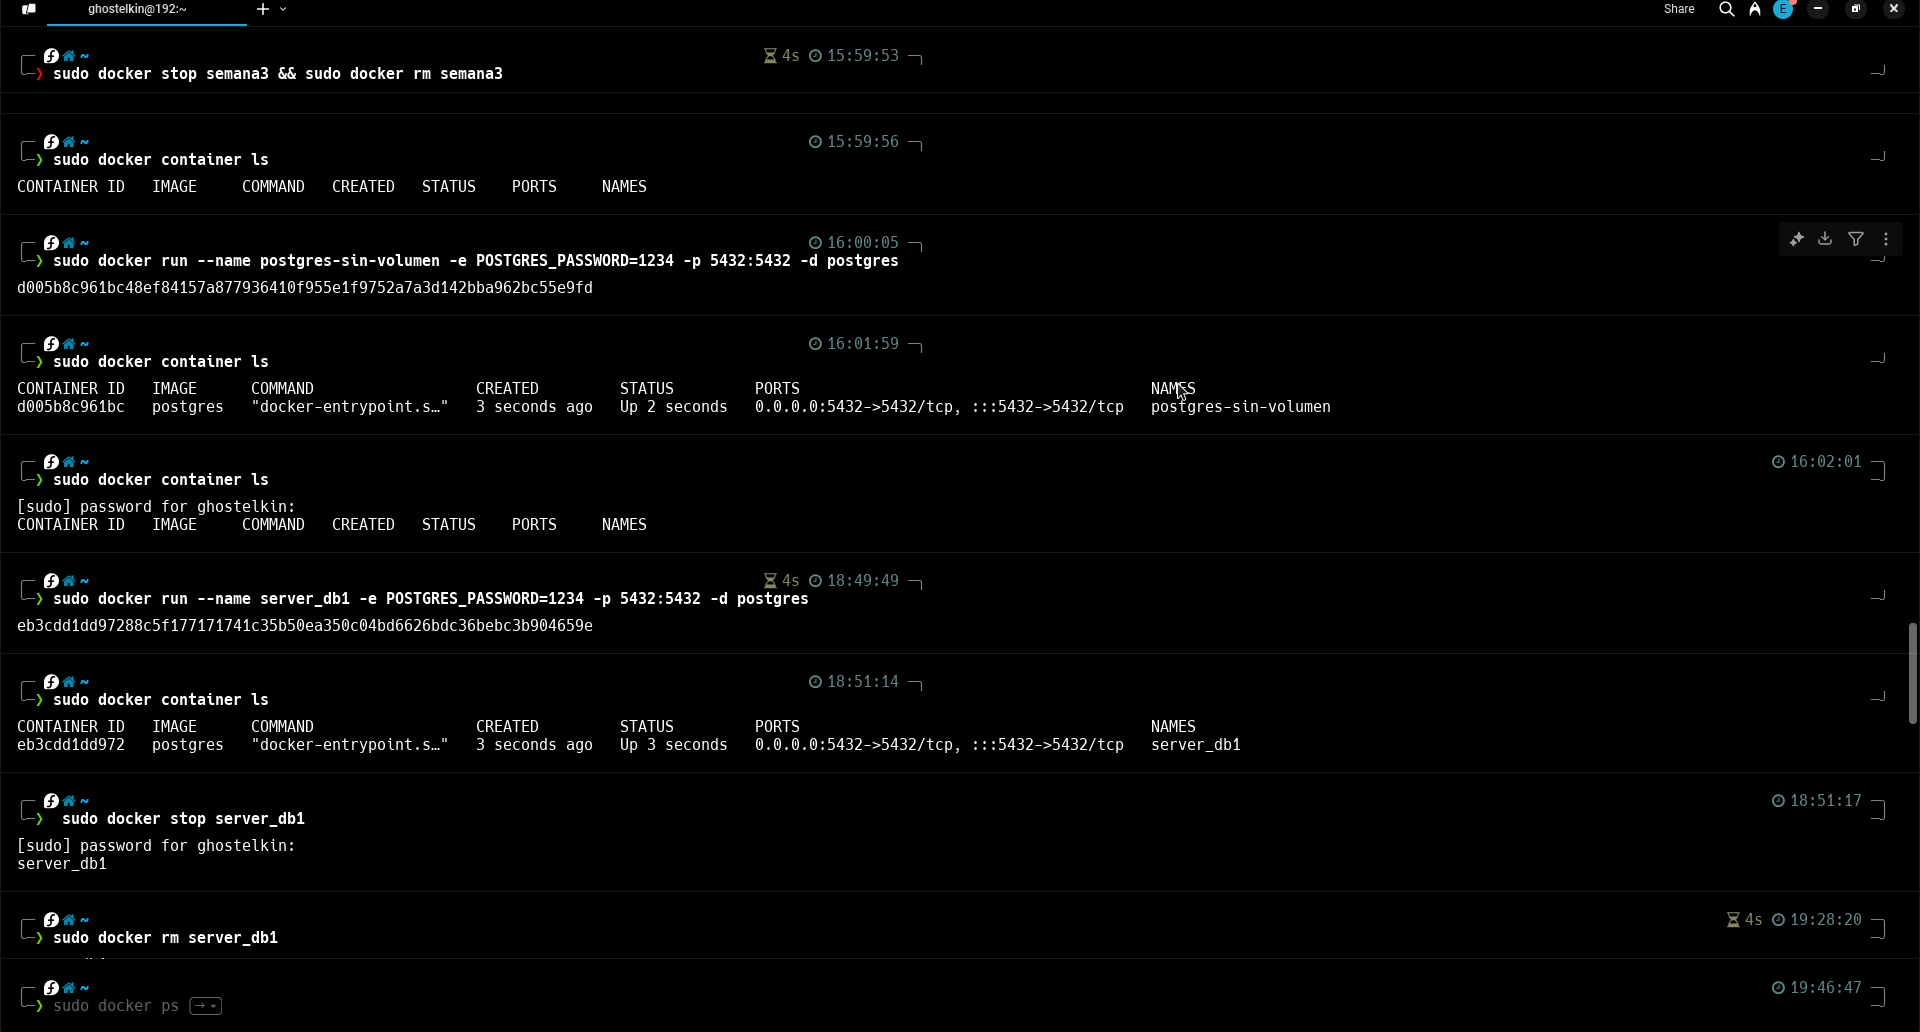 ghostelkin@192:~
Share
E
~ 4s 15:59:53
sudo docker stop semana3 && sudo docker rm semana3
~ 15:59:56
sudo docker container ls
CONTAINER ID IMAGE COMMAND CREATED STATUS PORTS NAMES
~ 16:00:05
sudo docker run --name postgres-sin-volumen -e POSTGRES_PASSWORD=1234 -p 5432:5432 -d postgres
d005b8c961bc48ef84157a877936410f955e1f9752a7a3d142bba962bc55e9fd
~ 16:01:59
sudo docker container ls
CONTAINER ID IMAGE COMMAND CREATED STATUS PORTS NAMES
d005b8c961bc postgres "docker-entrypoint.s…" 3 seconds ago Up 2 seconds 0.0.0.0:5432->5432/tcp, :::5432->5432/tcp postgres-sin-volumen
~ 16:02:01
sudo docker container ls
[sudo] password for ghostelkin:
CONTAINER ID IMAGE COMMAND CREATED STATUS PORTS NAMES
~ 4s 18:49:49
sudo docker run --name server_db1 -e POSTGRES_PASSWORD=1234 -p 5432:5432 -d postgres
eb3cdd1dd97288c5f177171741c35b50ea350c04bd6626bdc36bebc3b904659e
~ 18:51:14
sudo docker container ls
CONTAINER ID IMAGE COMMAND CREATED STATUS PORTS NAMES
eb3cdd1dd972 postgres "docker-entrypoint.s…" 3 seconds ago Up 3 seconds 0.0.0.0:5432->5432/tcp, :::5432->5432/tcp server_db1
~ 18:51:17
sudo docker stop server_db1
[sudo] password for ghostelkin:
server_db1
~ 4s 19:28:20
sudo docker rm server_db1
~ 19:46:47
sudo docker ps